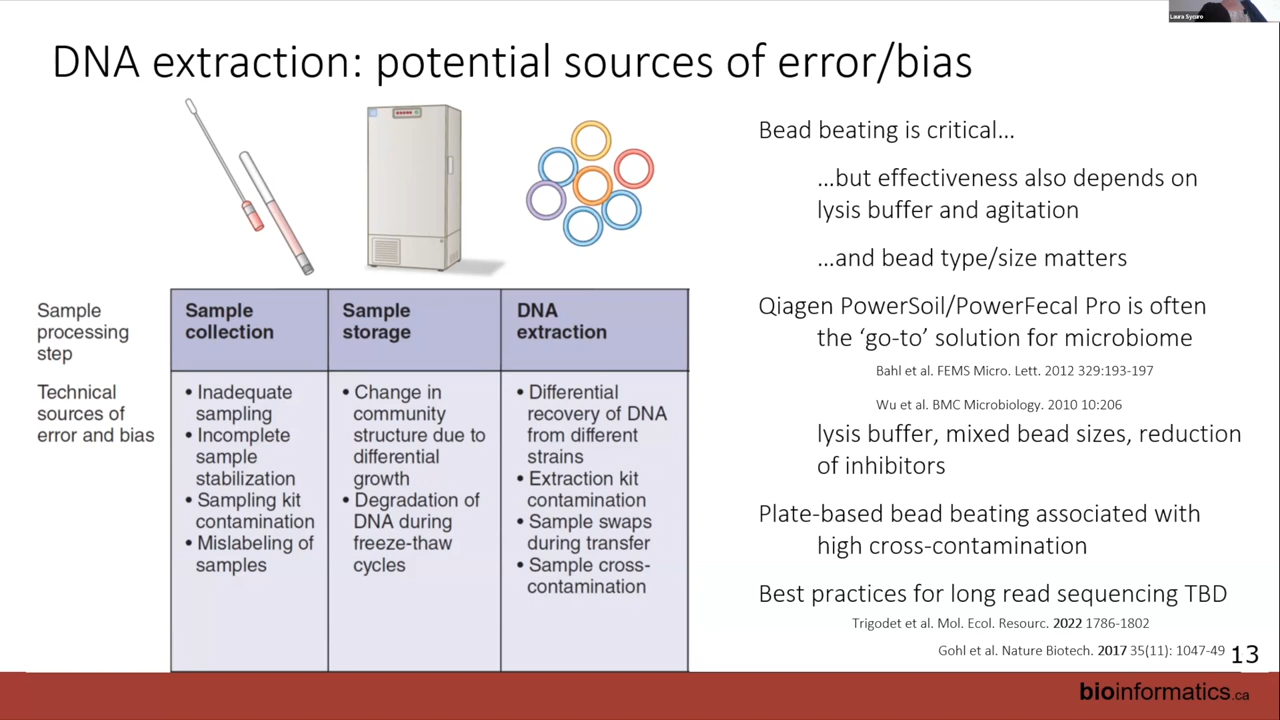 Laura Sycuro
DNA extraction: potential sources of error/bias
Sample
processing
step
Sample
collection
Sample
storage
DNA
extraction
Technical
sources of
error and bias
• Inadequate
sampling
• Incomplete
sample
stabilization
• Sampling kit
contamination
• Mislabeling of
samples
• Change in
community
structure due to
differential
growth
• Degradation of
DNA during
freeze-thaw
cycles
• Differential
recovery of DNA
from different
strains
• Extraction kit
contamination
• Sample swaps
during transfer
• Sample cross-
contamination
Bead beating is critical...
...but effectiveness also depends on
lysis buffer and agitation
...and bead type/size matters
Qiagen PowerSoil/PowerFecal Pro is often
the ‘go-to’ solution for microbiome
Bahl et al. FEMS Micro. Lett. 2012 329:193-197
Wu et al. BMC Microbiology. 2010 10:206
lysis buffer, mixed bead sizes, reduction
of inhibitors
Plate-based bead beating associated with
high cross-contamination
Best practices for long read sequencing TBD
Trigodet et al. Mol. Ecol. Resourc. 2022 1786-1802
Gohl et al. Nature Biotech. 2017 35(11): 1047-49
13
bioinformatics.ca